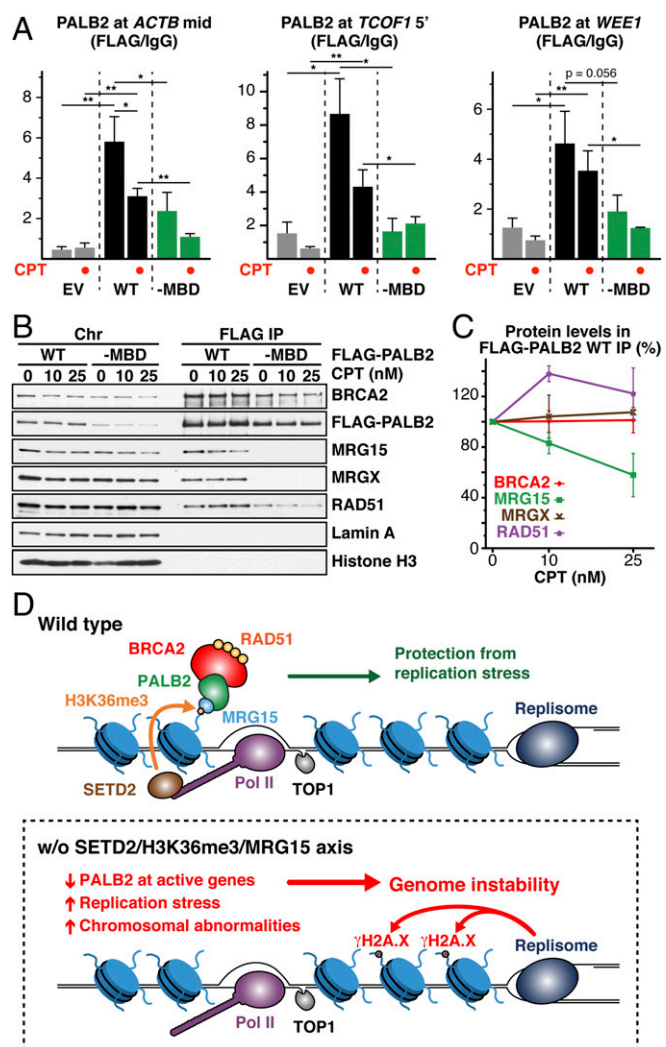 A
PALB2 at ACTB mid
(FLAG/IgG)
PALB2 at TCOF1 5'
(FLAG/IgG)
PALB2 at WEE1
(FLAG/IgG)
8
6
4
2
**
**
*
*
**
CPT
EV
WT
-MBD
10
8
6
4
2
*
**
*
*
EV
WT
-MBD
6
4
2
p = 0.056
**
*
*
EV
WT
-MBD
B
Chr
FLAG IP
WT
-MBD
WT
-MBD
FLAG-PALB2
0 10 25 0 10 25
0 10 25 0 10 25
CPT (nM)
BRCA2
FLAG-PALB2
MRG15
MRGX
RAD51
Lamin A
Histone H3
C
Protein levels in
FLAG-PALB2 WT IP (%)
120
80
40
0
BRCA2
MRG15
MRGX
RAD51
0
10
25
CPT (nM)
D
Wild type
RAD51
BRCA2
PALB2
H3K36me3
MRG15
SETD2
Pol II
TOP1
Protection from
replication stress
Replisome
w/o SETD2/H3K36me3/MRG15 axis
↓ PALB2 at active genes
↑ Replication stress
↑ Chromosomal abnormalities
Genome instability
γH2A.X γH2A.X
Replisome
Pol II
TOP1